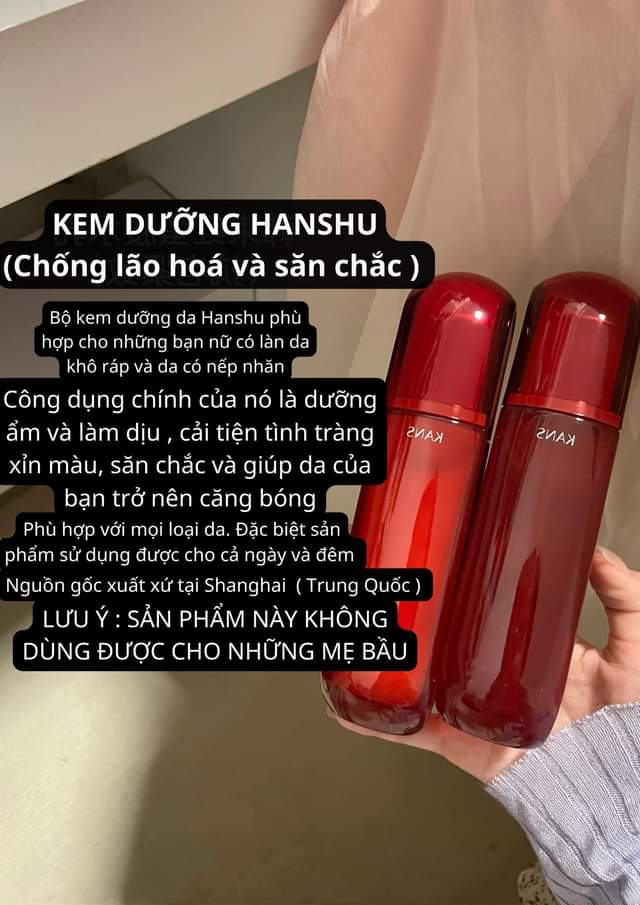 KEM DƯỠNG HANSHU
(Chống lão hoá và săn chắc )
Bộ kem dưỡng da Hanshu phù
hợp cho những bạn nữ có làn da
khô ráp và da có nếp nhăn
Công dụng chính của nó là dưỡng
ẩm và làm dịu , cải tiện tình tràng
xỉn màu, săn chắc và giúp da của
bạn trở nên căng bóng
Phù hợp với mọi loại da. Đặc biệt sản
phẩm sử dụng được cho cả ngày và đêm
Nguồn gốc xuất xứ tại Shanghai ( Trung Quốc )
LƯU Ý : SẢN PHẨM NÀY KHÔNG
DÙNG ĐƯỢC CHO NHỮNG MẸ BẦU
KANS
KANS